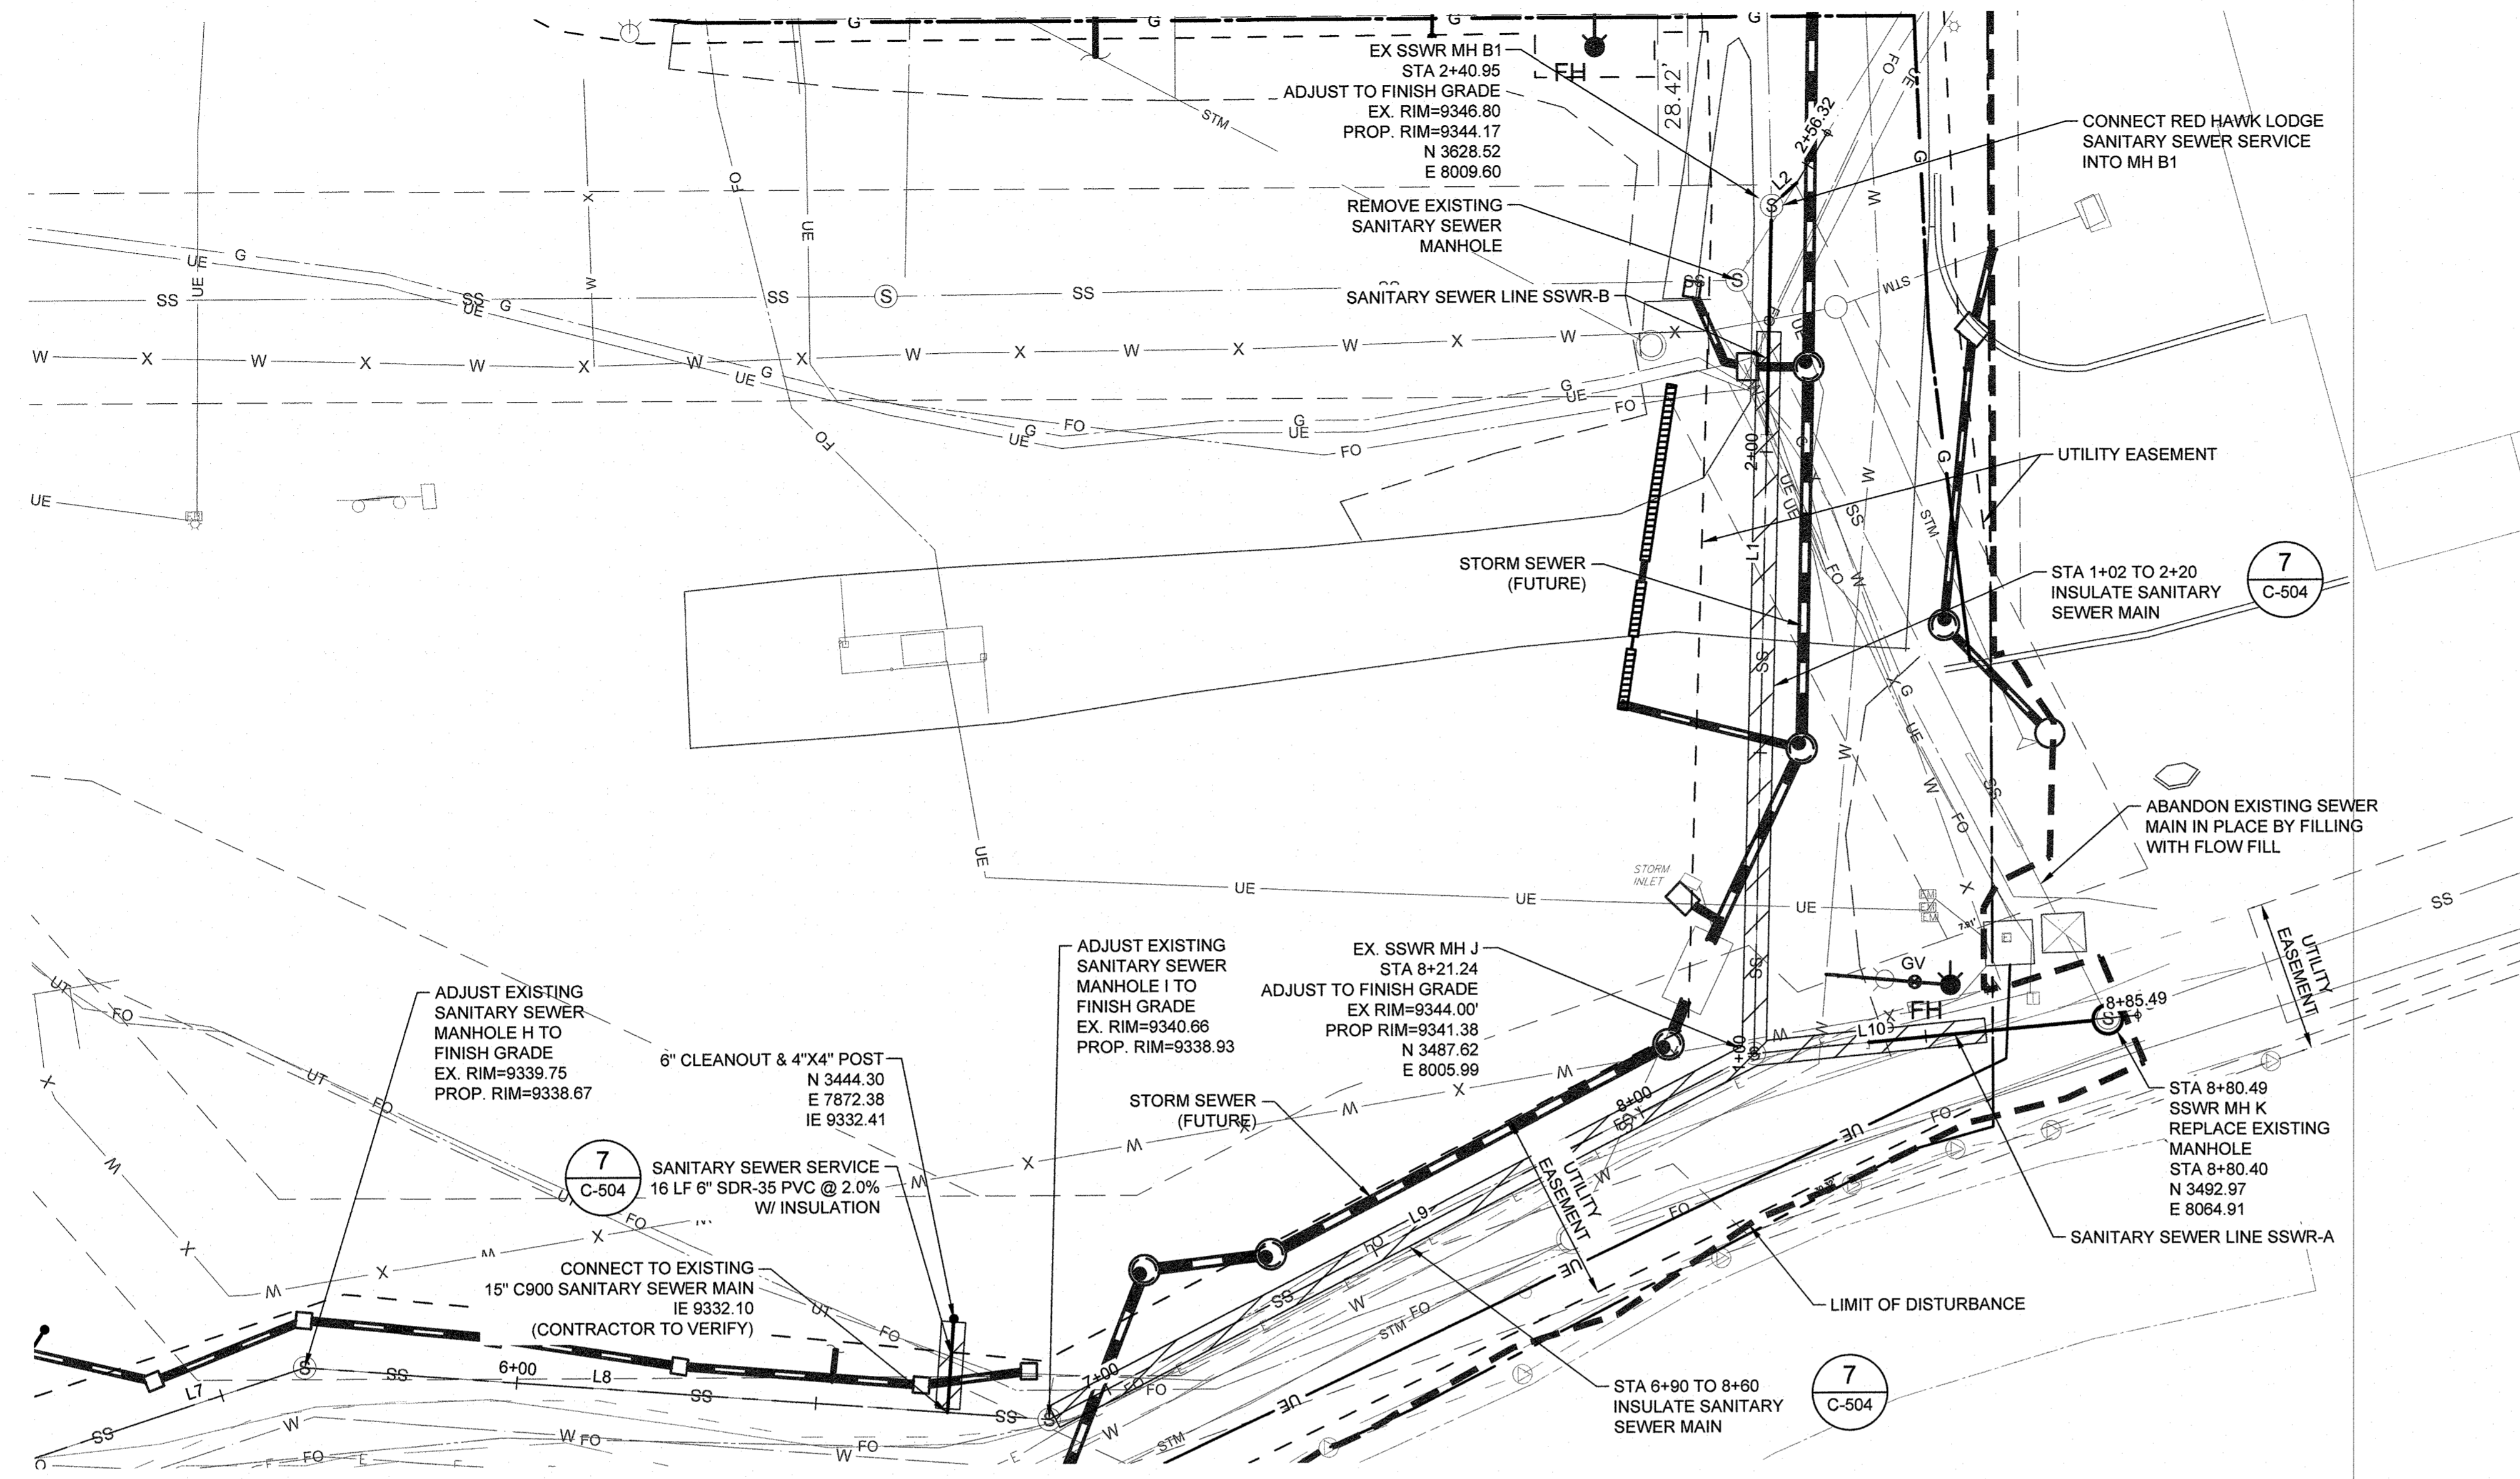 EX SSWR MH B1
STA 2+40.95
ADJUST TO FINISH GRADE
EX. RIM=9346.80
PROP. RIM=9344.17
N 3628.52
E 8009.60
REMOVE EXISTING
SANITARY SEWER
MANHOLE
SANITARY SEWER LINE SSWR-B
FH
28.42'
2+56.32
L2
CONNECT RED HAWK LODGE
SANITARY SEWER SERVICE
INTO MH B1
UTILITY EASEMENT
STORM SEWER
(FUTURE)
2+00
L1
STA 1+02 TO 2+20
INSULATE SANITARY
SEWER MAIN
7
C-504
ABANDON EXISTING SEWER
MAIN IN PLACE BY FILLING
WITH FLOW FILL
STORM
INLET
UTILITY
EASEMENT
GV
FH
7.91'
8+85.49
L10
1+00
8+00
EX. SSWR MH J
STA 8+21.24
ADJUST TO FINISH GRADE
EX RIM=9344.00'
PROP RIM=9341.38
N 3487.62
E 8005.99
ADJUST EXISTING
SANITARY SEWER
MANHOLE I TO
FINISH GRADE
EX. RIM=9340.66
PROP. RIM=9338.93
ADJUST EXISTING
SANITARY SEWER
MANHOLE H TO
FINISH GRADE
EX. RIM=9339.75
PROP. RIM=9338.67
6" CLEANOUT & 4"X4" POST
N 3444.30
E 7872.38
IE 9332.41
7
C-504
SANITARY SEWER SERVICE
16 LF 6" SDR-35 PVC @ 2.0%
W/ INSULATION
CONNECT TO EXISTING
15" C900 SANITARY SEWER MAIN
IE 9332.10
(CONTRACTOR TO VERIFY)
STORM SEWER
(FUTURE)
UTILITY
EASEMENT
L9
STA 8+80.49
SSWR MH K
REPLACE EXISTING
MANHOLE
STA 8+80.40
N 3492.97
E 8064.91
SANITARY SEWER LINE SSWR-A
LIMIT OF DISTURBANCE
STA 6+90 TO 8+60
INSULATE SANITARY
SEWER MAIN
7
C-504
L7
6+00
L8
7+00